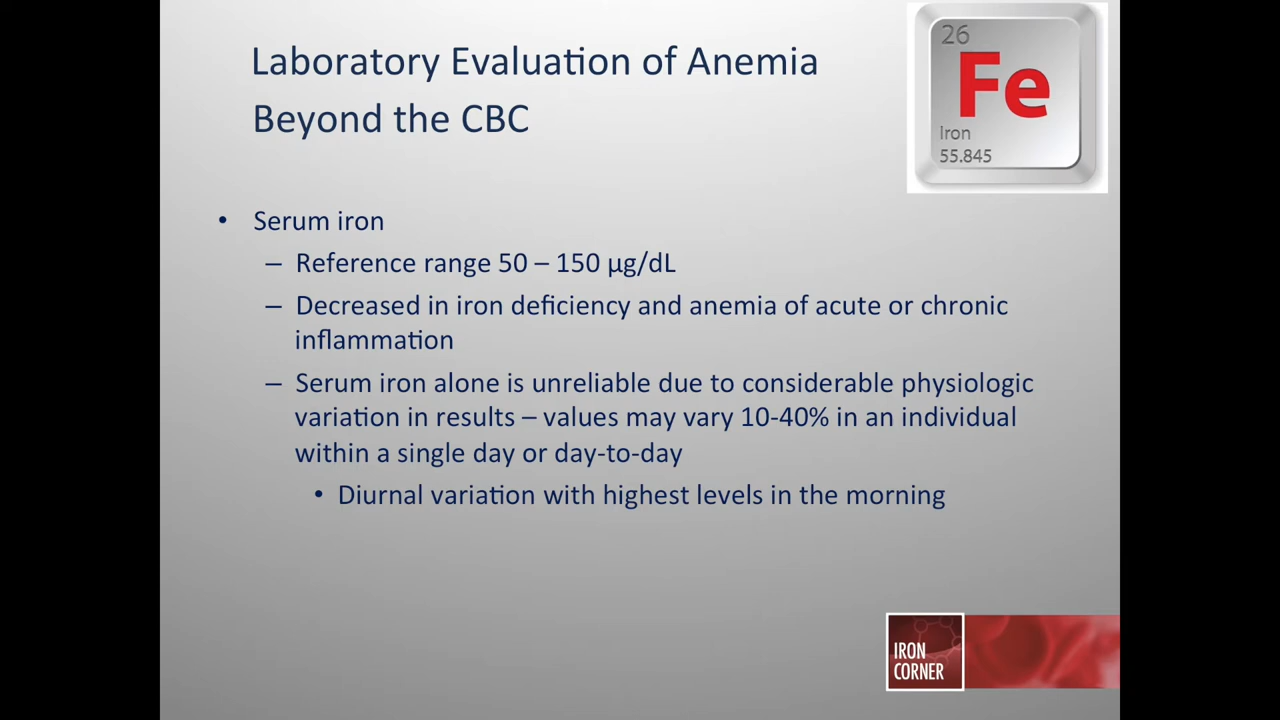 Laboratory Evaluation of Anemia
Beyond the CBC
26
Fe
Iron
55.845
• Serum iron
– Reference range 50 – 150 µg/dL
– Decreased in iron deficiency and anemia of acute or chronic
inflammation
– Serum iron alone is unreliable due to considerable physiologic
variation in results – values may vary 10-40% in an individual
within a single day or day-to-day
• Diurnal variation with highest levels in the morning
IRON
CORNER